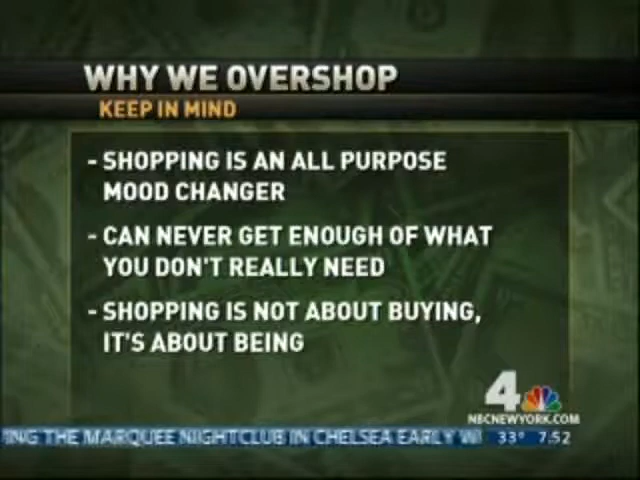 WHY WE OVERSHOP
KEEP IN MIND
- SHOPPING IS AN ALL PURPOSE
MOOD CHANGER
- CAN NEVER GET ENOUGH OF WHAT
YOU DON'T REALLY NEED
- SHOPPING IS NOT ABOUT BUYING,
IT'S ABOUT BEING
4
NBCNEWYORK.COM
ING THE MARQUEE NIGHTCLUB IN CHELSEA EARLY 33° 7:52